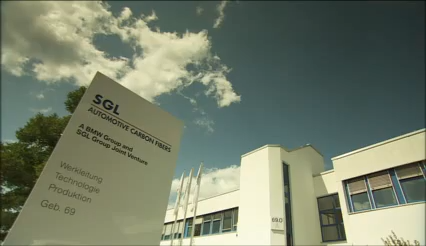 SGL
AUTOMOTIVE CARBON FIBERS
A BMW Group and
SGL Group Joint Venture
Werkleitung
Technologie
Produktion
Geb. 69